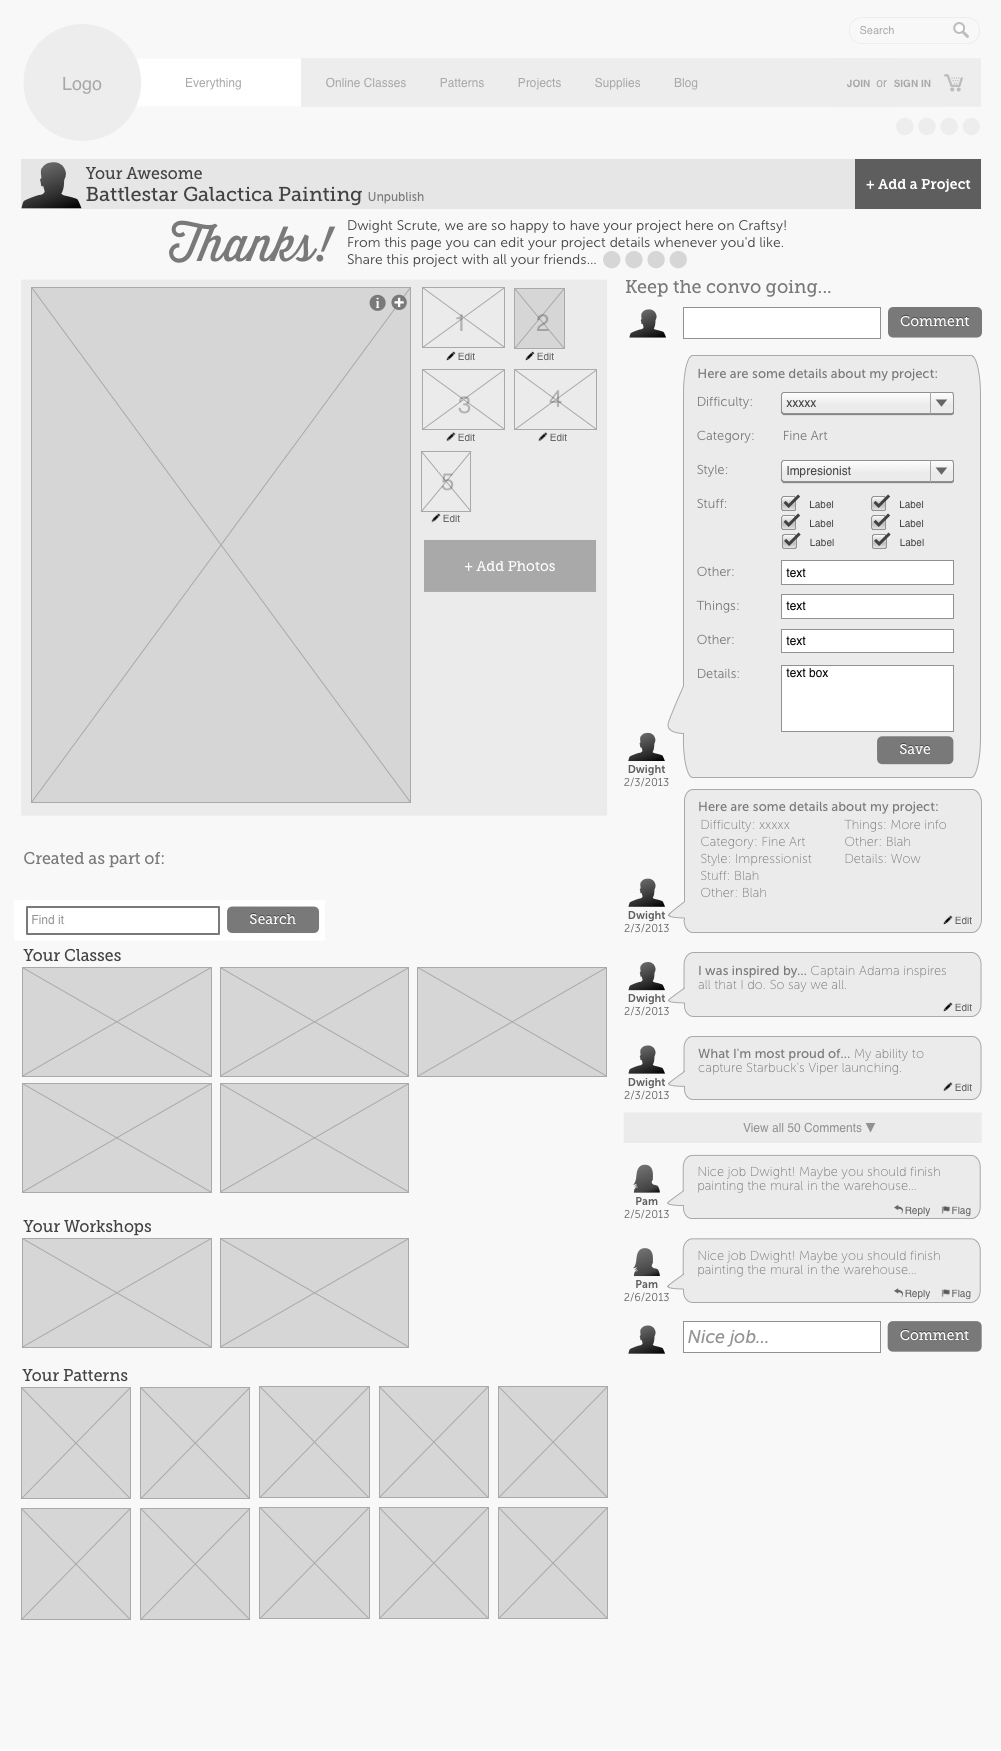 Search
Logo
Everything
Online Classes
Patterns
Projects
Supplies
Blog
JOIN or SIGN IN
Your Awesome
Battlestar Galactica Painting Unpublish
+ Add a Project
Thanks!
Dwight Scrute, we are so happy to have your project here on Craftsy!
From this page you can edit your project details whenever you'd like.
Share this project with all your friends...
i
1
2
Edit
Edit
3
4
Edit
Edit
5
Edit
+ Add Photos
Keep the convo going...
Comment
Here are some details about my project:
Difficulty: xxxxx
Category: Fine Art
Style: Impresionist
Stuff: Label Label
Label Label
Label Label
Other: text
Things: text
Other: text
Details: text box
Save
Dwight
2/3/2013
Here are some details about my project:
Difficulty: xxxxx Things: More info
Category: Fine Art Other: Blah
Style: Impressionist Details: Wow
Stuff: Blah
Other: Blah
Edit
Dwight
2/3/2013
I was inspired by... Captain Adama inspires
all that I do. So say we all.
Edit
Dwight
2/3/2013
What I'm most proud of... My ability to
capture Starbuck's Viper launching.
Edit
Dwight
2/3/2013
View all 50 Comments
Nice job Dwight! Maybe you should finish
painting the mural in the warehouse...
Reply Flag
Pam
2/5/2013
Nice job Dwight! Maybe you should finish
painting the mural in the warehouse...
Reply Flag
Pam
2/6/2013
Nice job...
Comment
Created as part of:
Find it
Search
Your Classes
Your Workshops
Your Patterns